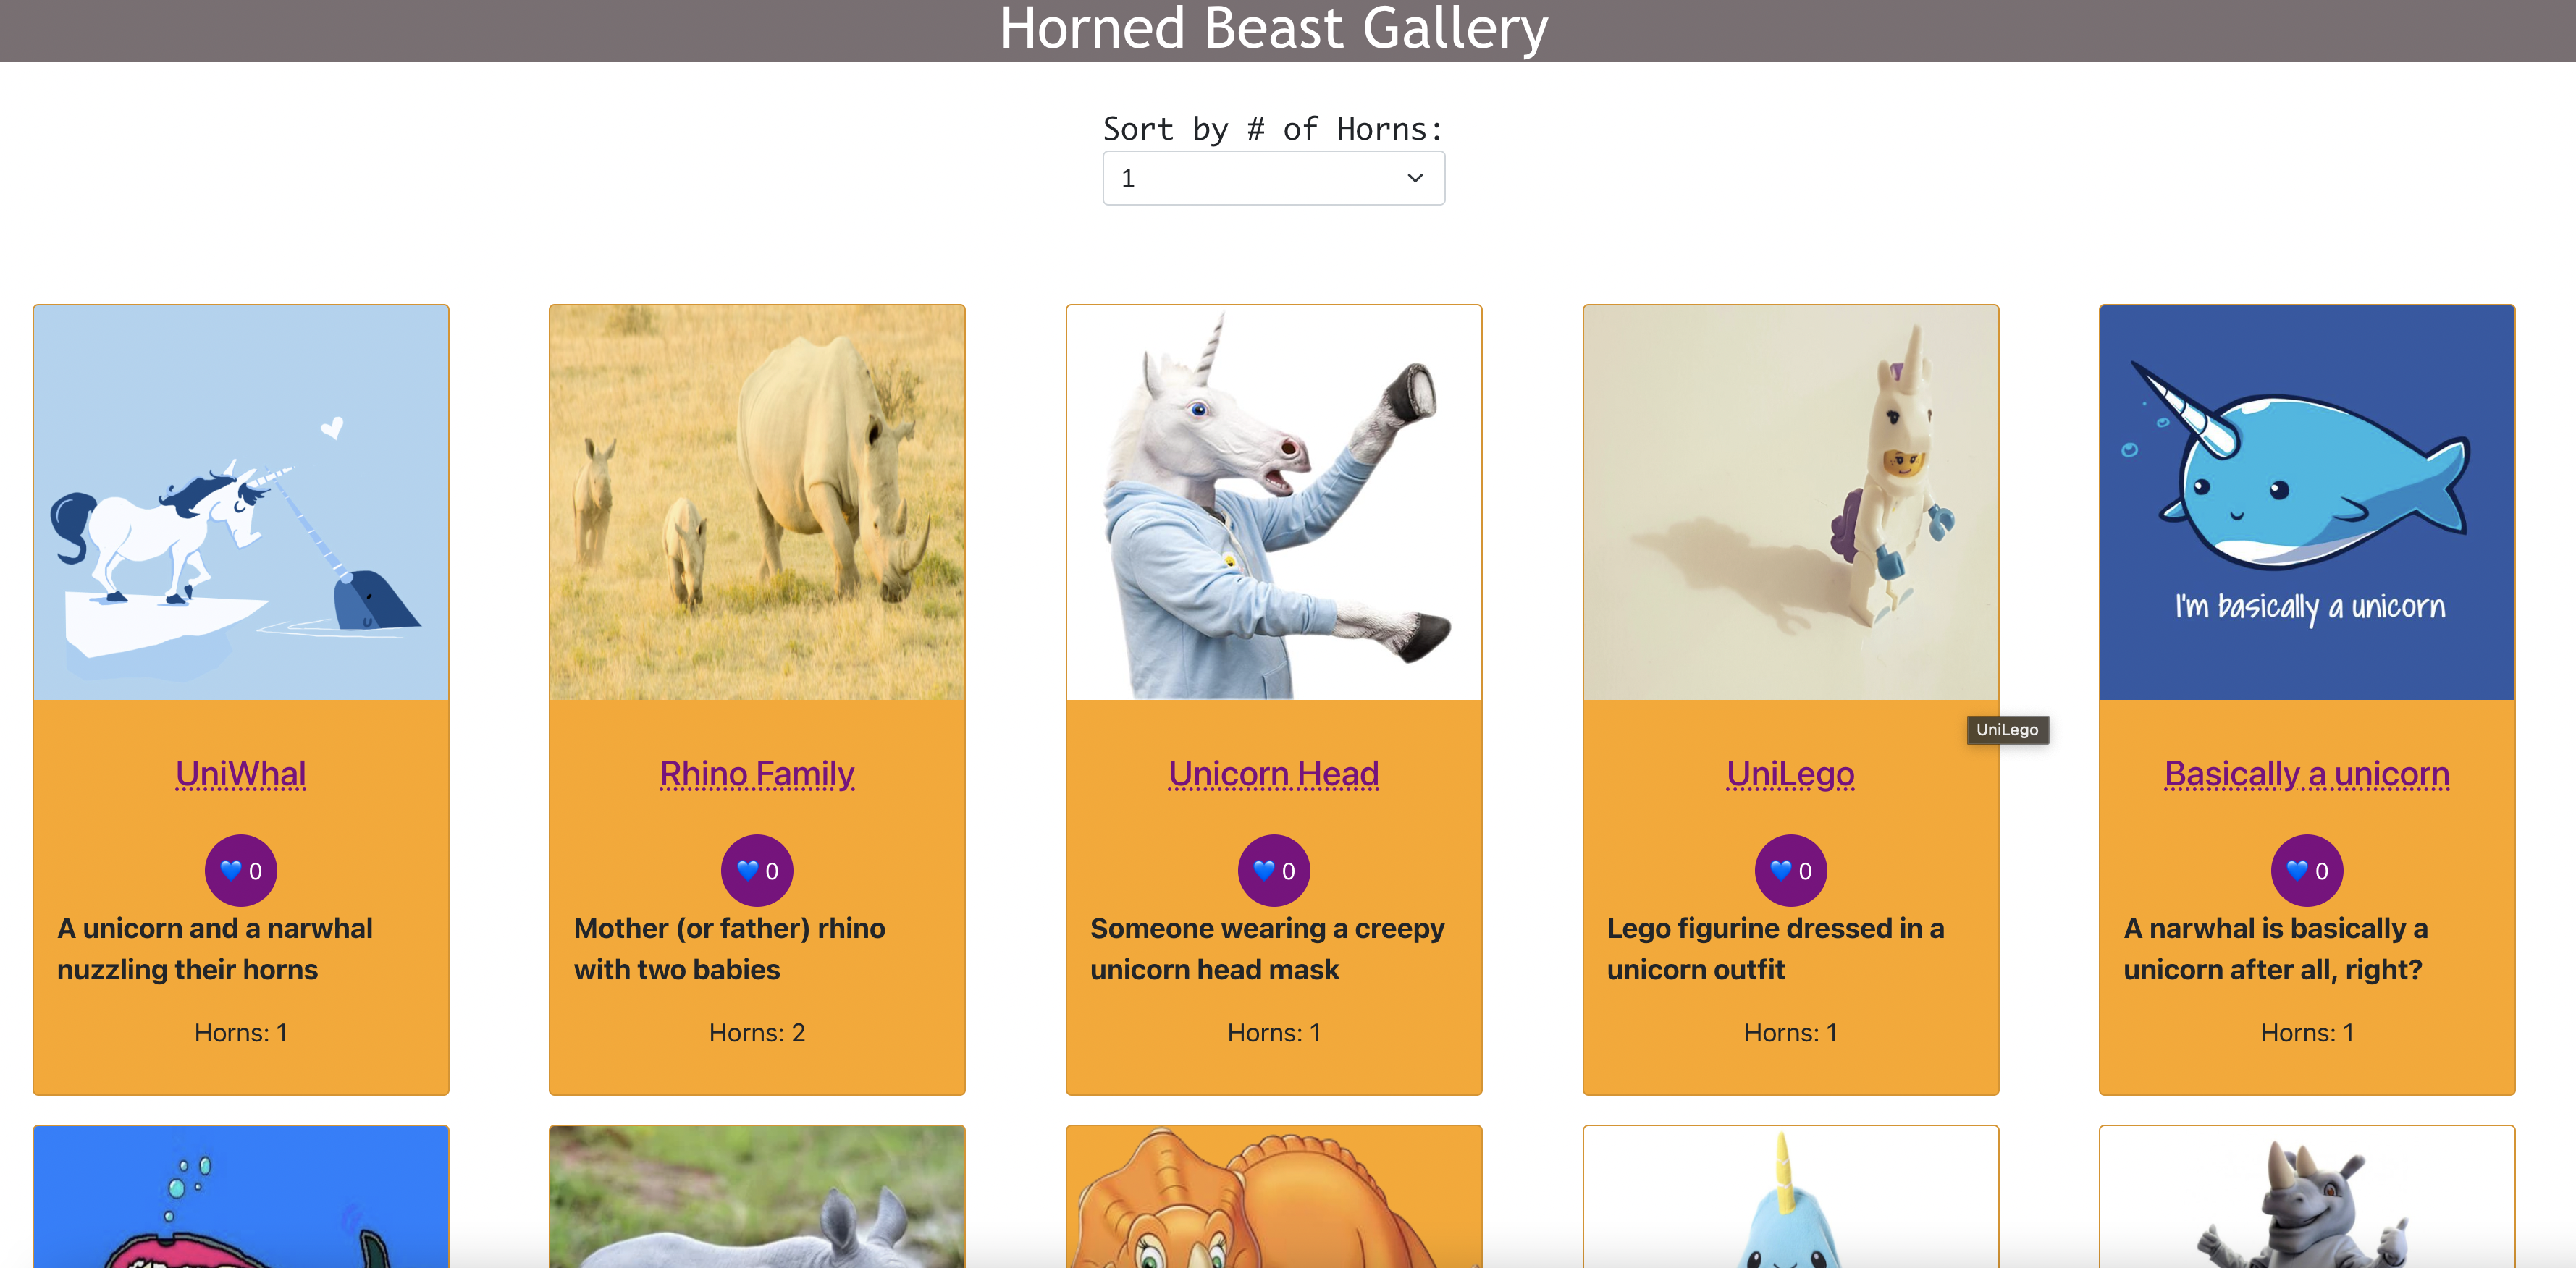 Horned Beast Gallery
Sort by # of Horns:
1
I'm basically a unicorn
UniLego
UniWhal
Rhino Family
Unicorn Head
UniLego
Basically a unicorn
💙 0
💙 0
💙 0
💙 0
💙 0
A unicorn and a narwhal
nuzzling their horns
Mother (or father) rhino
with two babies
Someone wearing a creepy
unicorn head mask
Lego figurine dressed in a
unicorn outfit
A narwhal is basically a
unicorn after all, right?
Horns: 1
Horns: 2
Horns: 1
Horns: 1
Horns: 1